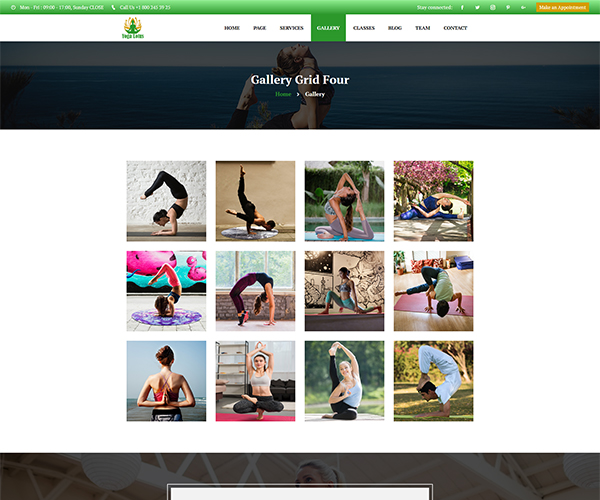 Mon - Fri : 09:00 - 17:00, Sunday CLOSE
Call Us +1 800 245 39 25
Stay connected:
Make an Appointment
Yoga Lotus
HOME PAGE SERVICES GALLERY CLASSES BLOG TEAM CONTACT
Gallery Grid Four
Home > Gallery